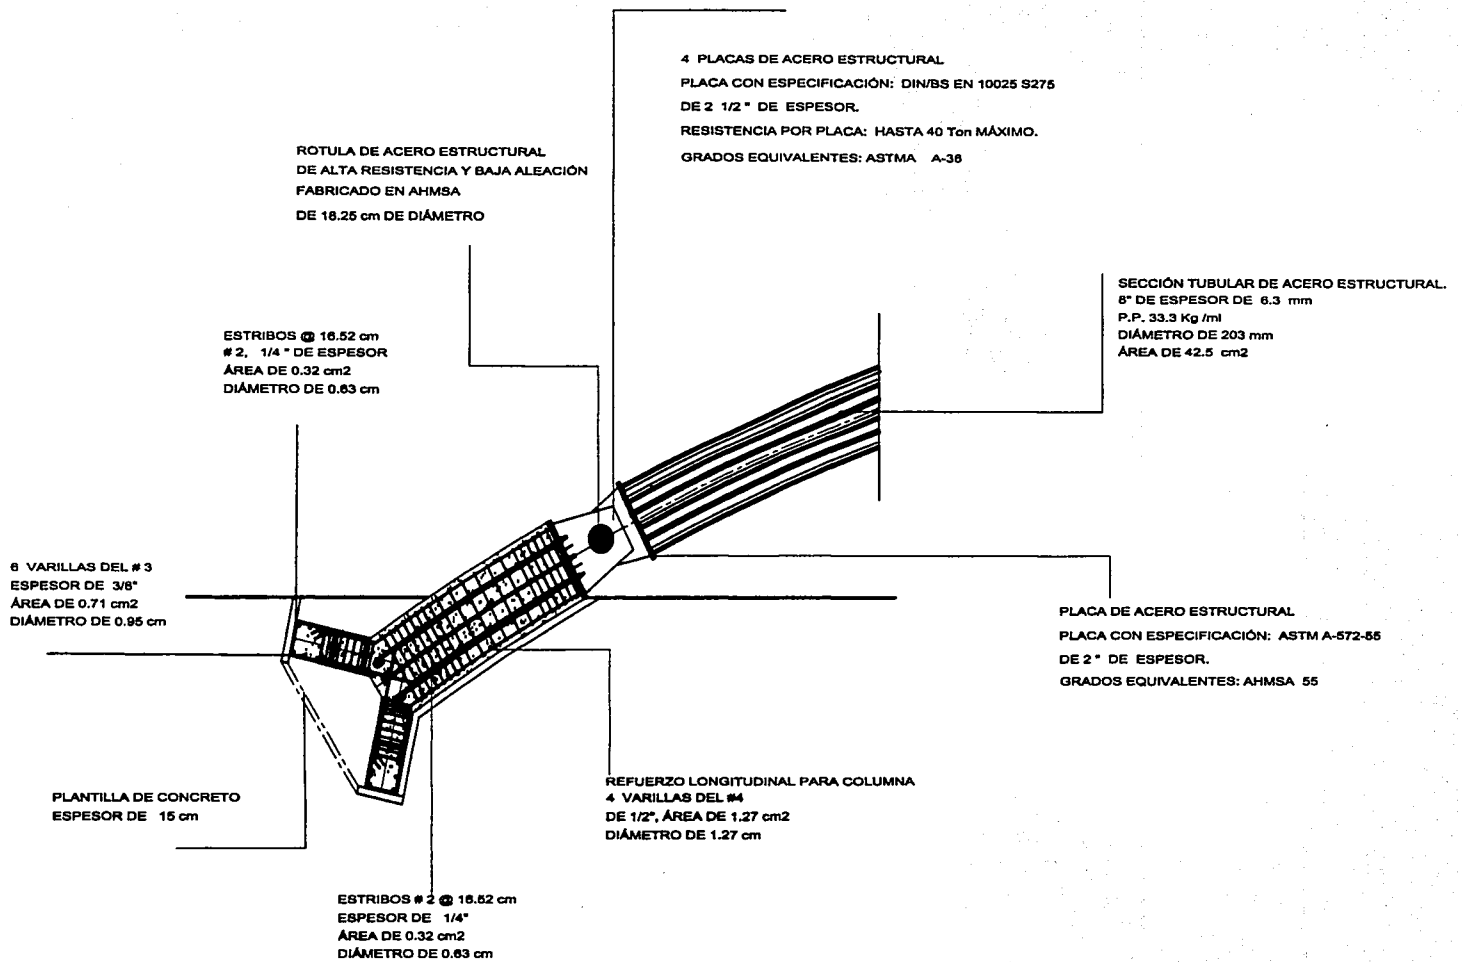 4 PLACAS DE ACERO ESTRUCTURAL
PLACA CON ESPECIFICACIÓN: DIN/BS EN 10025 S275
DE 2 1/2" DE ESPESOR.
RESISTENCIA POR PLACA: HASTA 40 Ton MÁXIMO.
GRADOS EQUIVALENTES: ASTMA A-36
ROTULA DE ACERO ESTRUCTURAL
DE ALTA RESISTENCIA Y BAJA ALEACIÓN
FABRICADO EN AHMSA
DE 18.25 cm DE DIÁMETRO
SECCIÓN TUBULAR DE ACERO ESTRUCTURAL.
8" DE ESPESOR DE 6.3 mm
P.P. 33.3 Kg /ml
DIÁMETRO DE 203 mm
ÁREA DE 42.5 cm2
ESTRIBOS @ 16.52 cm
# 2, 1/4 " DE ESPESOR
ÁREA DE 0.32 cm2
DIÁMETRO DE 0.63 cm
6 VARILLAS DEL # 3
ESPESOR DE 3/8"
ÁREA DE 0.71 cm2
DIÁMETRO DE 0.95 cm
PLACA DE ACERO ESTRUCTURAL
PLACA CON ESPECIFICACIÓN: ASTM A-572-55
DE 2 " DE ESPESOR.
GRADOS EQUIVALENTES: AHMSA 55
REFUERZO LONGITUDINAL PARA COLUMNA
4 VARILLAS DEL #4
DE 1/2", ÁREA DE 1.27 cm2
DIÁMETRO DE 1.27 cm
PLANTILLA DE CONCRETO
ESPESOR DE 15 cm
ESTRIBOS # 2 @ 16.52 cm
ESPESOR DE 1/4"
ÁREA DE 0.32 cm2
DIÁMETRO DE 0.63 cm